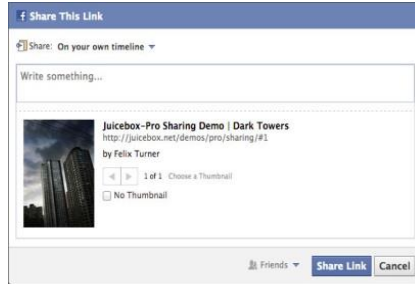 Share This Link
Share: On your own timeline
Write something...
Juicebox-Pro Sharing Demo | Dark Towers
http://juicebox.net/demos/pro/sharing/#1
by Felix Turner
1 of 1 Choose a Thumbnail
No Thumbnail
Friends Share Link Cancel